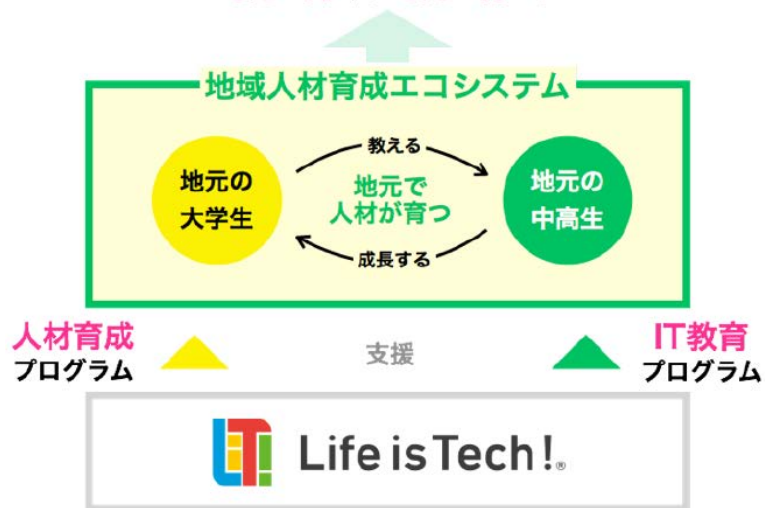 地域人材育成エコシステム
教える
地元の
大学生
地元で
人材が育つ
地元の
中高生
成長する
人材育成
プログラム
支援
IT教育
プログラム
LiT!
Life is Tech!®